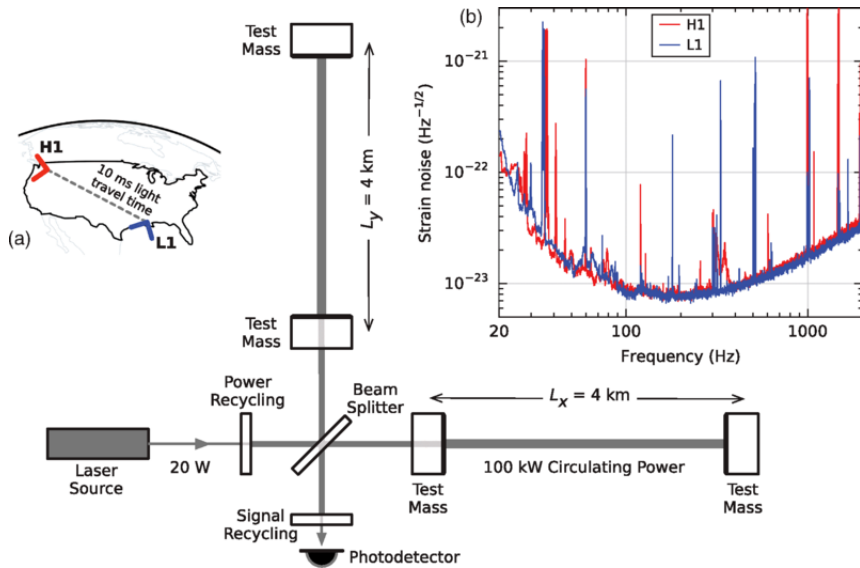 Test
Mass
L_y = 4 km
Test
Mass
H1
10 ms light
travel time
L1
(a)
(b)
H1
L1
Strain noise (Hz^{-1/2})
10^{-21}
10^{-22}
10^{-23}
20
100
1000
Frequency (Hz)
Power
Recycling
Beam
Splitter
L_x = 4 km
Laser
Source
20 W
100 kW Circulating Power
Test
Mass
Test
Mass
Signal
Recycling
Photodetector